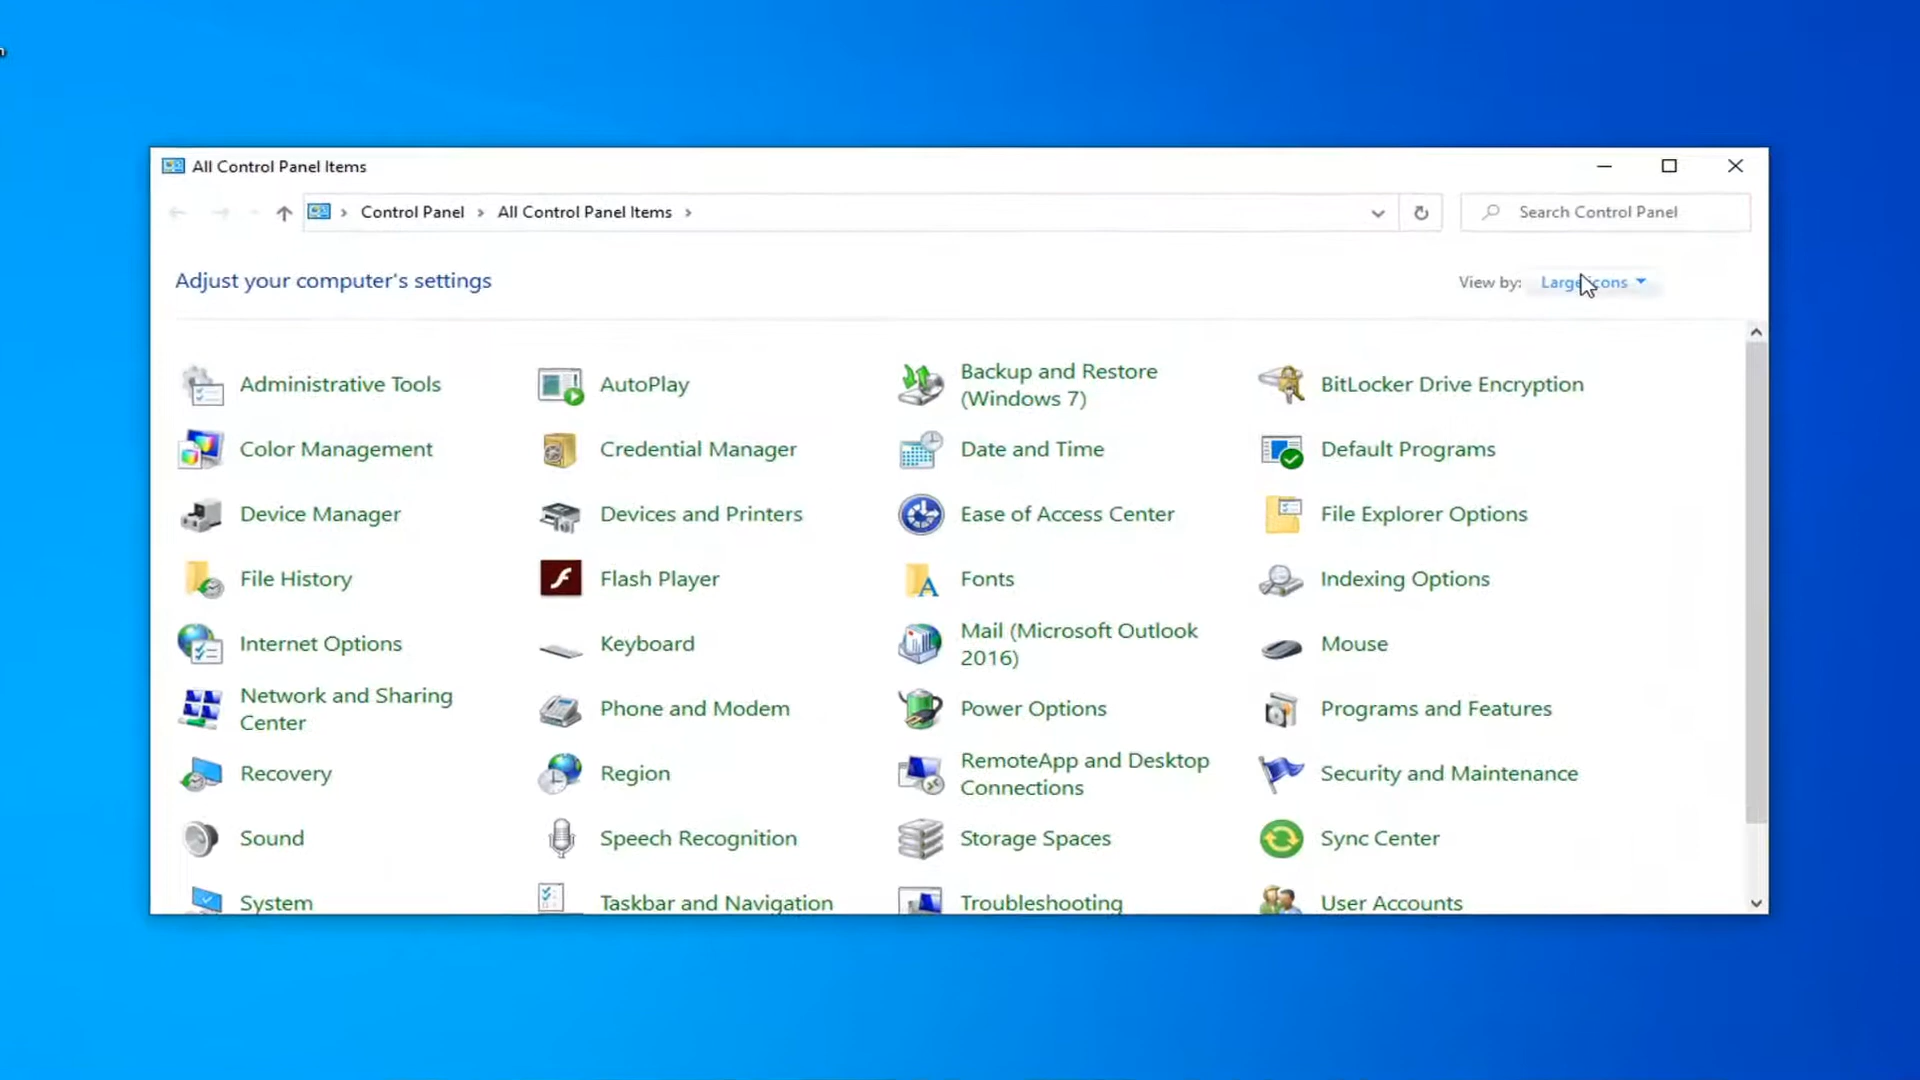 All Control Panel Items
Control Panel All Control Panel Items
Search Control Panel
Adjust your computer's settings
View by: Large icons
Administrative Tools
AutoPlay
Backup and Restore
(Windows 7)
BitLocker Drive Encryption
Color Management
Credential Manager
Date and Time
Default Programs
Device Manager
Devices and Printers
Ease of Access Center
File Explorer Options
File History
Flash Player
Fonts
Indexing Options
Internet Options
Keyboard
Mail (Microsoft Outlook
2016)
Mouse
Network and Sharing
Center
Phone and Modem
Power Options
Programs and Features
Recovery
Region
RemoteApp and Desktop
Connections
Security and Maintenance
Sound
Speech Recognition
Storage Spaces
Sync Center
System
Taskbar and Navigation
Troubleshooting
User Accounts